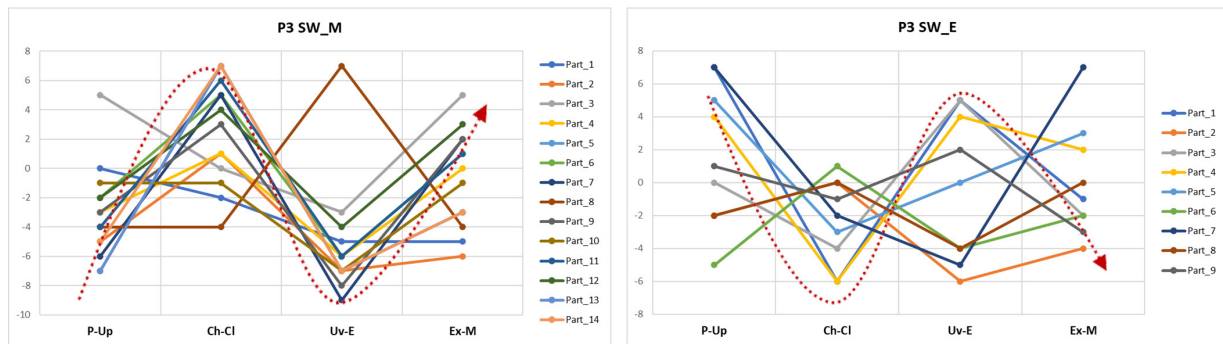 P3 SW_M
8
6
4
2
0
-2
-4
-6
-8
-10
P-Up Ch-Cl Uv-E Ex-M
Part_1
Part_2
Part_3
Part_4
Part_5
Part_6
Part_7
Part_8
Part_9
Part_10
Part_11
Part_12
Part_13
Part_14
P3 SW_E
8
6
4
2
0
-2
-4
-6
-8
P-Up Ch-Cl Uv-E Ex-M
Part_1
Part_2
Part_3
Part_4
Part_5
Part_6
Part_7
Part_8
Part_9